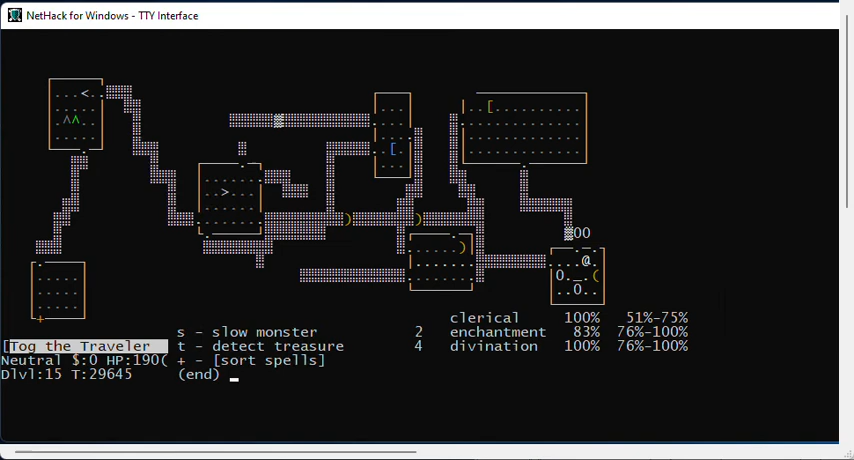 NetHack for Windows - TTY Interface
clerical 100% 51%-75%
s - slow monster 2 enchantment 83% 76%-100%
[Tog the Traveler t - detect treasure 4 divination 100% 76%-100%
Neutral $:0 HP:190( + - [sort spells]
Dlvl:15 T:29645 (end)